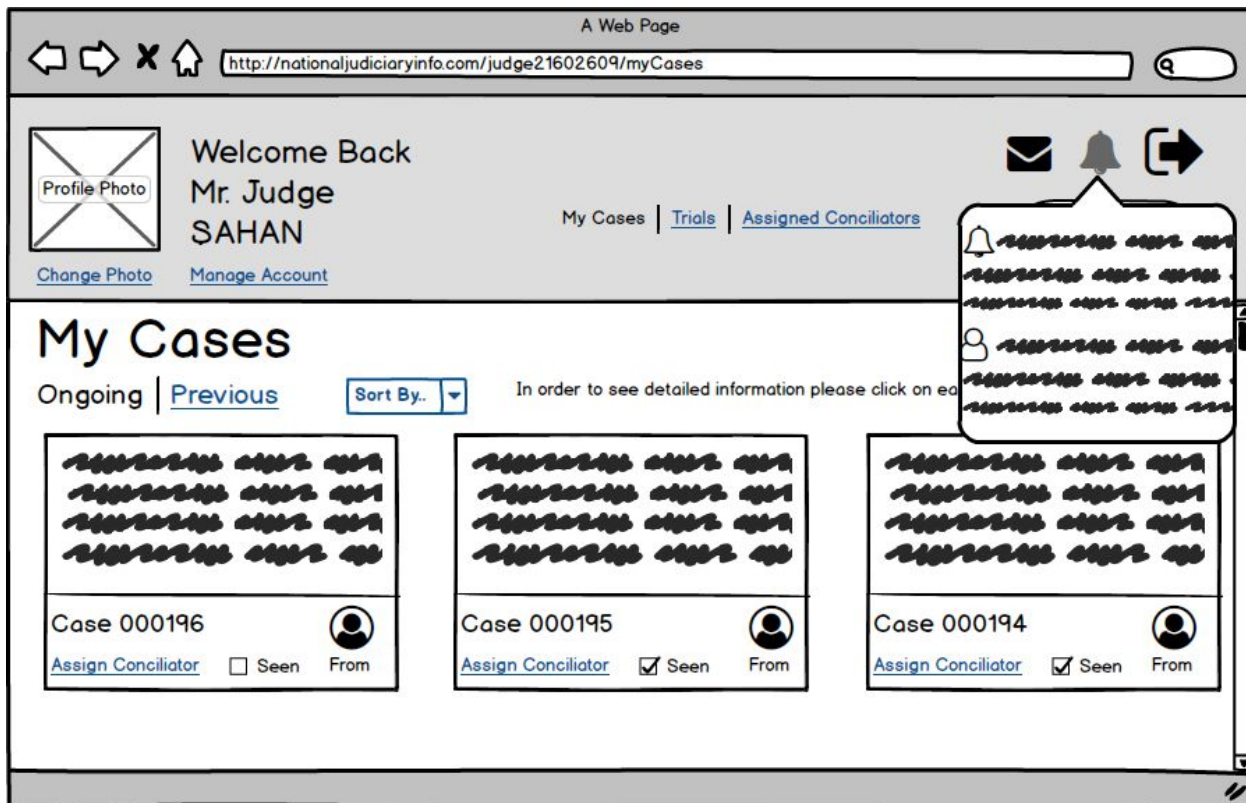 A Web Page
http://nationaljudiciaryinfo.com/judge21602609/myCases
Profile Photo
Change Photo
Welcome Back
Mr. Judge
SAHAN
Manage Account
My Cases | Trials | Assigned Conciliators
My Cases
Ongoing | Previous
Sort By..
In order to see detailed information please click on
Case 000196
Assign Conciliator
Seen
From
Case 000195
Assign Conciliator
Seen
From
Case 000194
Assign Conciliator
Seen
From